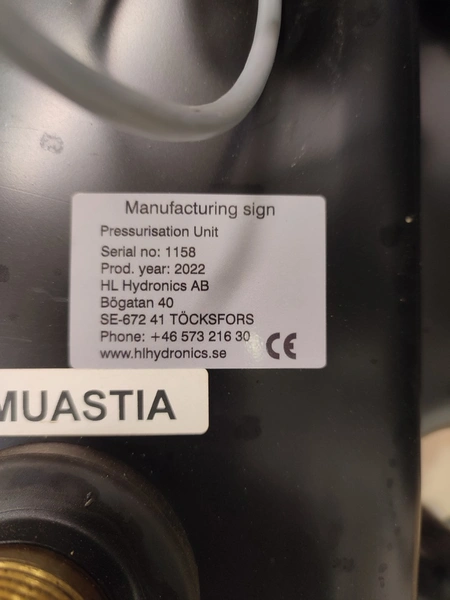 Manufacturing sign
Pressurisation Unit
Serial no: 1158
Prod. year: 2022
HL Hydronics AB
Bögatan 40
SE-672 41 TÖCKSFORS
Phone: +46 573 216 30
www.hlhydronics.se
CE
MUASTIA